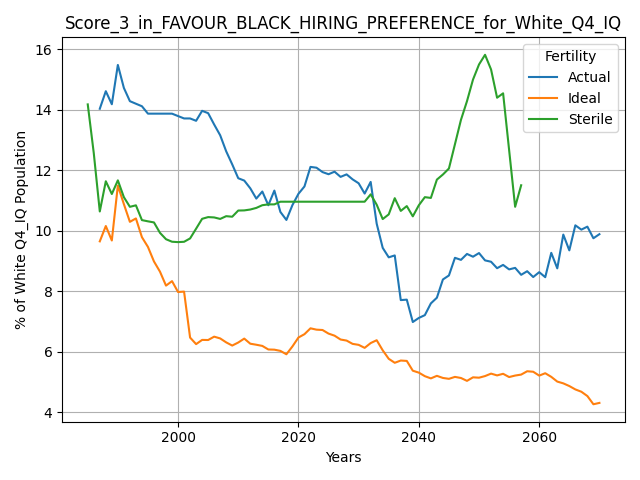 Score_3_in_FAVOUR_BLACK_HIRING_PREFERENCE_for_White_Q4_IQ
Fertility
Actual
Ideal
Sterile
% of White Q4_IQ Population
16
14
12
10
8
6
4
2000
2020
2040
2060
Years